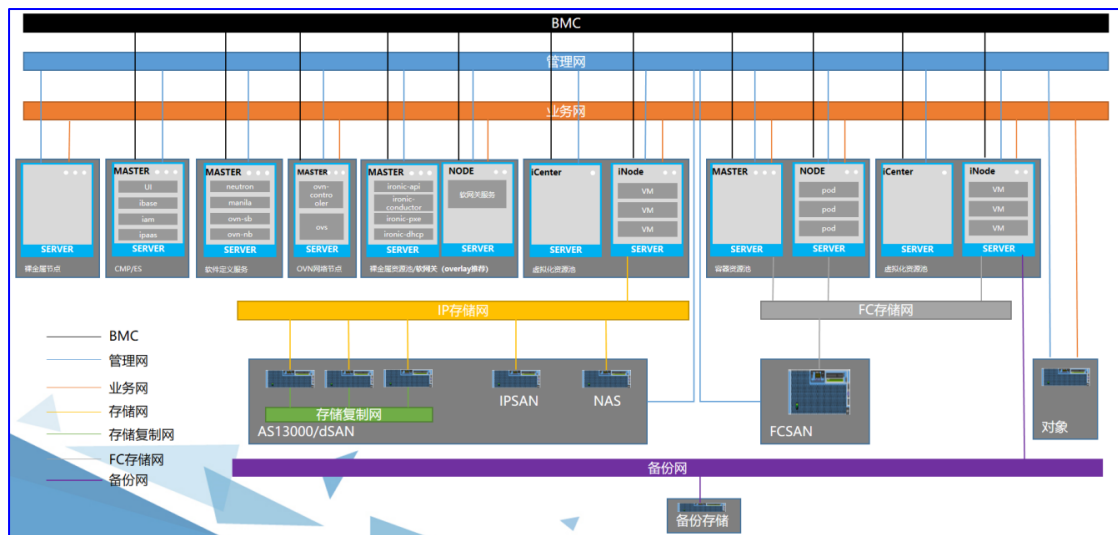 BMC
管理网
业务网
MASTER
UI
ibase
iam
ipaas
SERVER
MASTER
neutron
manila
ovn-sb
ovn-nb
SERVER
MASTER
ovn-
contro
oler
ovs
SERVER
MASTER
ironic-api
ironic-
conductor
ironic-pxe
ironic-dhcp
SERVER
NODE
软网关服务
SERVER
iCenter
SERVER
iNode
VM
VM
VM
SERVER
MASTER
SERVER
NODE
pod
pod
pod
SERVER
iCenter
SERVER
iNode
VM
VM
VM
SERVER
SERVER
裸金属节点
CMP/ES
软件定义服务
OVN网络节点
裸金属资源池/软网关（overlay推荐）
虚拟化资源池
容器资源池
虚拟化资源池
IP存储网
FC存储网
BMC
管理网
业务网
存储网
存储复制网
FC存储网
备份网
IPSAN
NAS
存储复制网
AS13000/dSAN
FCSAN
对象
备份网
备份存储